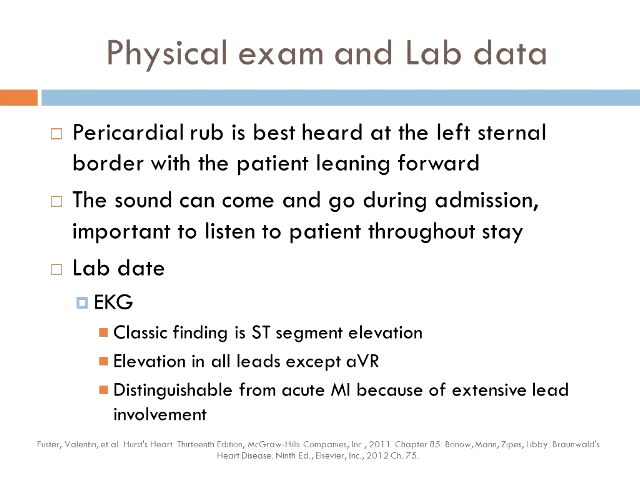 Physical exam and Lab data
Pericardial rub is best heard at the left sternal
border with the patient leaning forward
The sound can come and go during admission,
important to listen to patient throughout stay
Lab date
EKG
Classic finding is ST segment elevation
Elevation in all leads except aVR
Distinguishable from acute MI because of extensive lead
involvement
Fuster, Valentin, et al. Hurst's Heart. Thirteenth Edition, McGraw-Hills Companies, Inc., 2011. Chapter 85. Bonow, Mann, Zipes, Libby. Braunwald's
Heart Disease. Ninth Ed., Elsevier, Inc., 2012 Ch. 75.